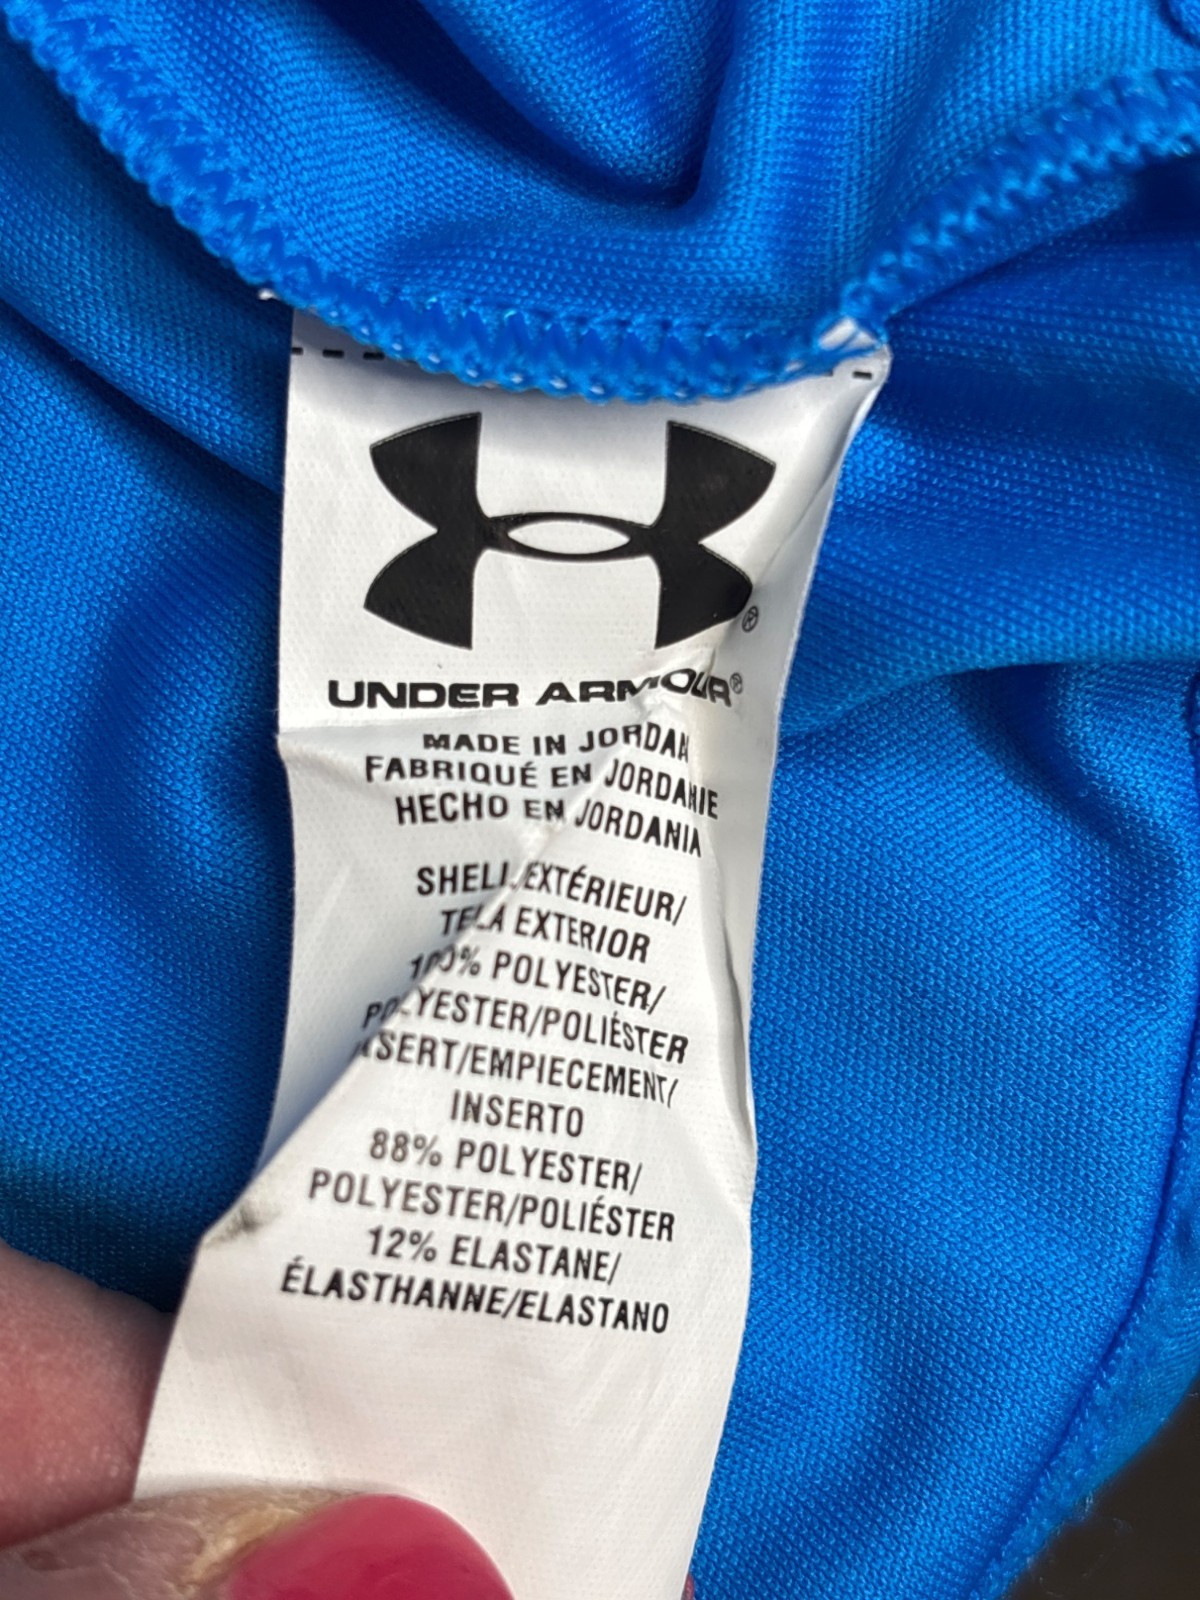 UNDER ARMOUR®
MADE IN JORDAN
FABRIQUÉ EN JORDANIE
HECHO EN JORDANIA
SHELL/EXTÉRIEUR/
TELA EXTERIOR
100% POLYESTER/
POLYESTER/POLIÉSTER
INSERT/EMPIECEMENT/
INSERTO
88% POLYESTER/
POLYESTER/POLIÉSTER
12% ELASTANE/
ÉLASTHANNE/ELASTANO